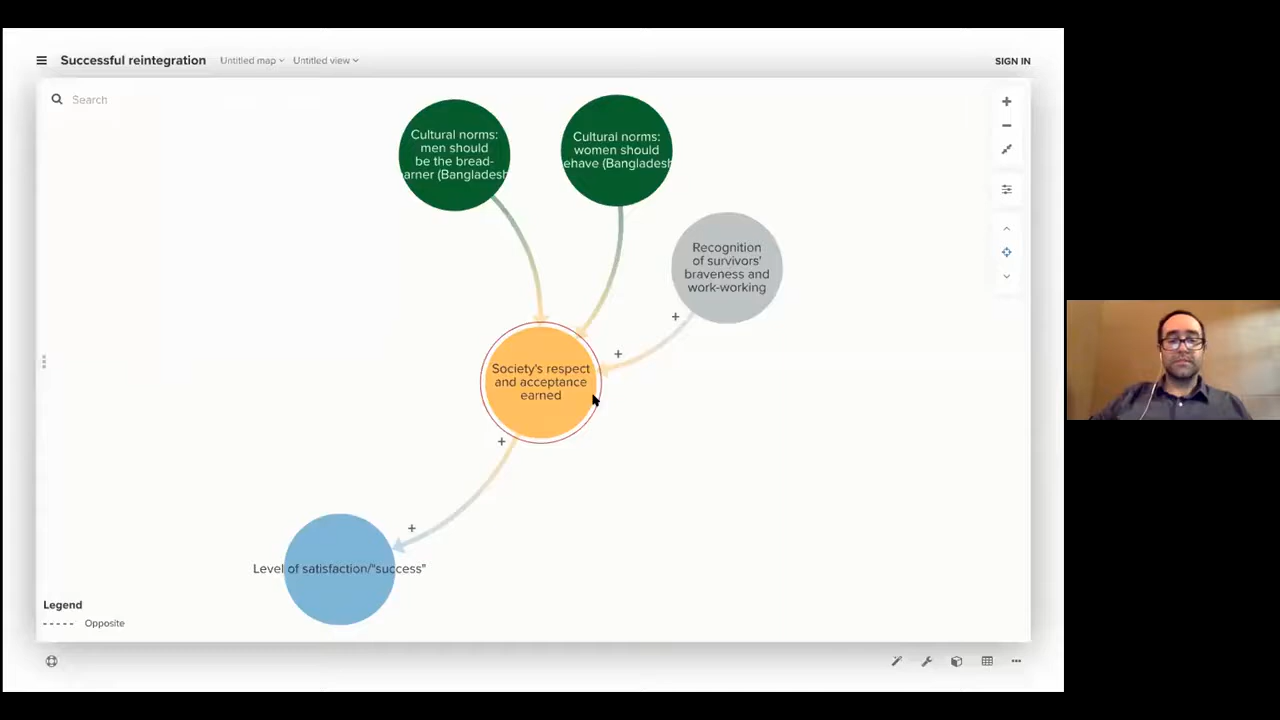 Successful reintegration
Untitled map
Untitled view
SIGN IN
Search
Cultural norms:
men should
be the bread-
arner (Bangladesh
Cultural norms:
women should
ehave (Bangladesh
Recognition
of survivors'
braveness and
work-working
+
+
Society's respect
and acceptance
earned
+
+
Level of satisfaction/"success"
Legend
Opposite